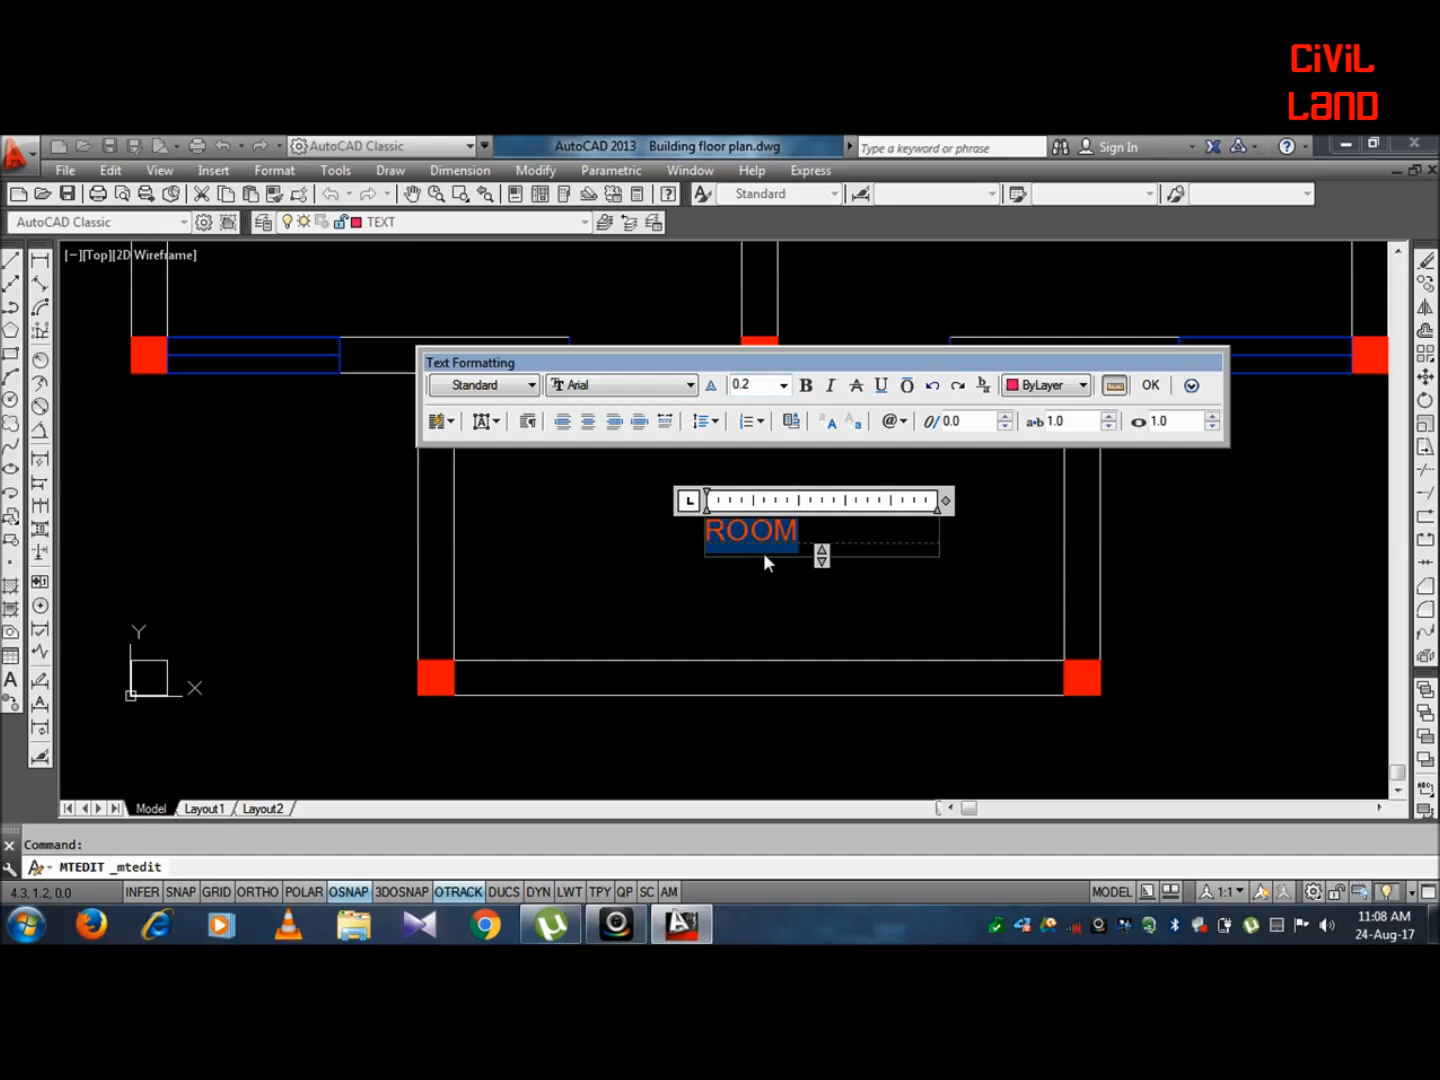 CiViL
Land
AutoCAD Classic
AutoCAD 2013 Building floor plan.dwg
Type a keyword or phrase
Sign In
File Edit View Insert Format Tools Draw Dimension Modify Parametric Window Help Express
Standard
AutoCAD Classic
TEXT
[−][Top][2D Wireframe]
Text Formatting
Standard Arial 0.2 B I A U O ByLayer OK
@ 0/ 0.0 a•b 1.0 1.0
L
ROOM
Y
X
Model Layout1 Layout2
Command:
MTEDIT _mtedit
4.3, 1.2, 0.0 INFER SNAP GRID ORTHO POLAR OSNAP 3DOSNAP OTRACK DUCS DYN LWT TPY QP SC AM MODEL 1:1
11:08 AM
24-Aug-17